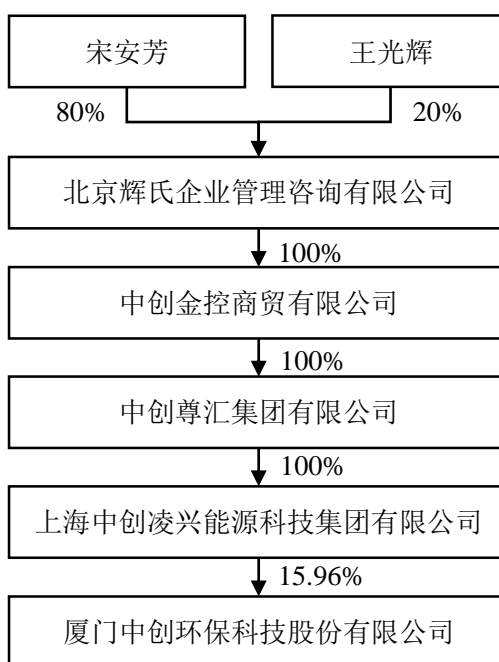 宋安芳 王光辉
80% 20%
北京辉氏企业管理咨询有限公司
100%
中创金控商贸有限公司
100%
中创尊汇集团有限公司
100%
上海中创凌兴能源科技集团有限公司
15.96%
厦门中创环保科技股份有限公司